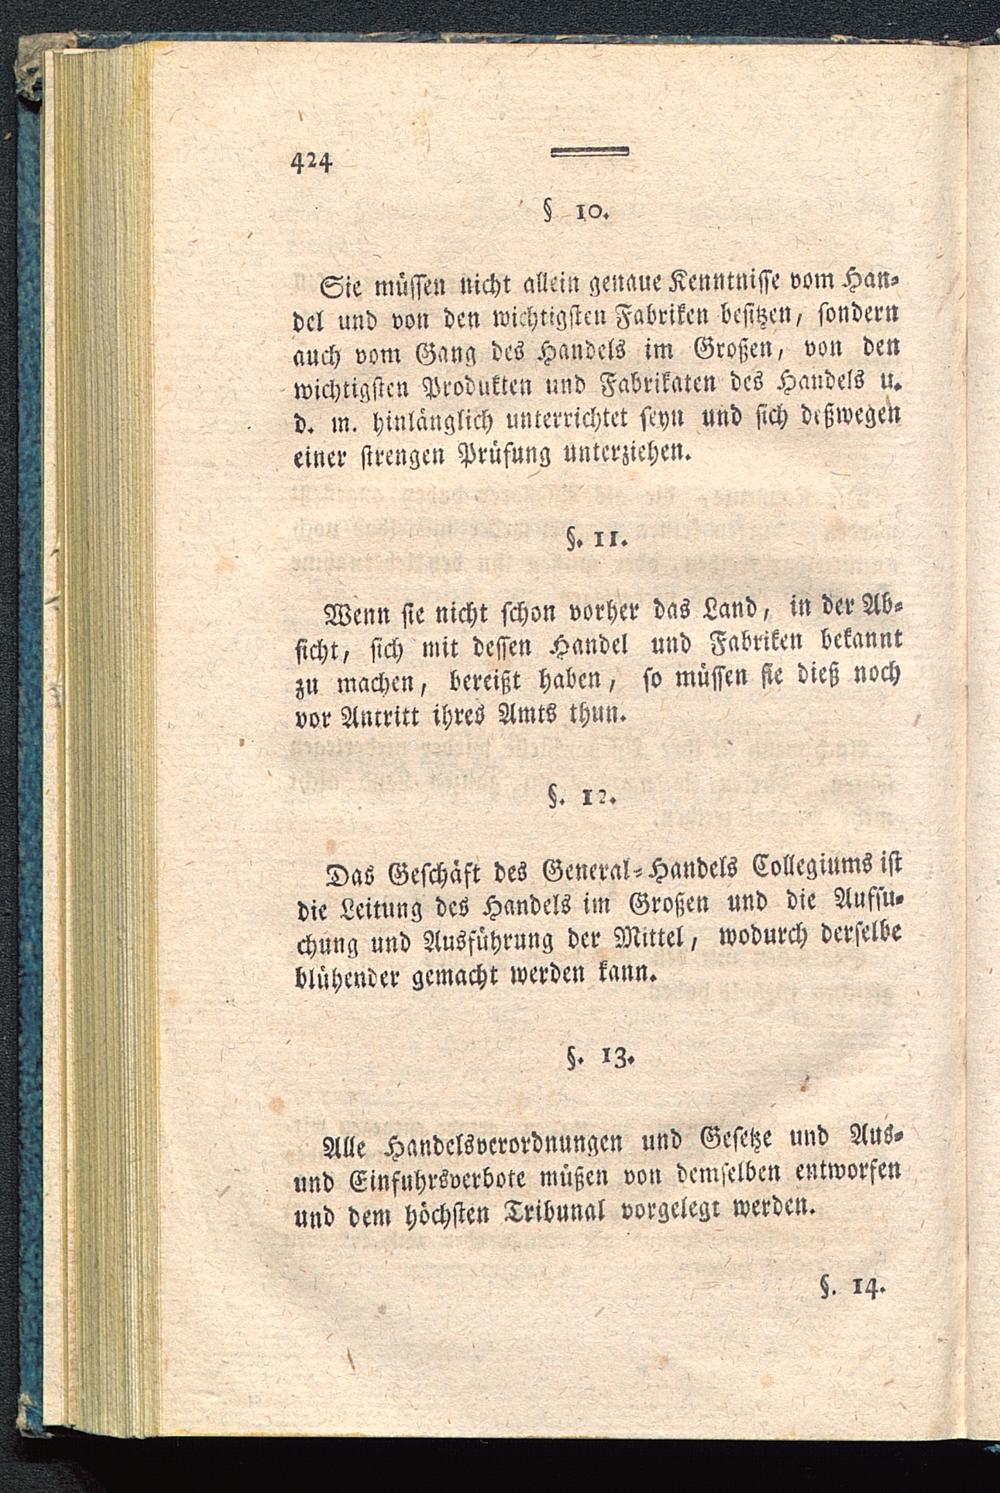 424
§ 10.
Sie müssen nicht allein genaue Kenntnisse vom Han-
del und von den wichtigsten Fabriken besitzen, sondern
auch vom Gang des Handels im Großen, von den
wichtigsten Produkten und Fabrikaten des Handels u.
d. m. hinlänglich unterrichtet seyn und sich deßwegen
einer strengen Prüfung unterziehen.
§. 11.
Wenn sie nicht schon vorher das Land, in der Ab-
sicht, sich mit dessen Handel und Fabriken bekannt
zu machen, bereißt haben, so müssen sie dieß noch
vor Antritt ihres Amts thun.
§. 12.
Das Geschäft des General-Handels Collegiums ist
die Leitung des Handels im Großen und die Aufsu-
chung und Ausführung der Mittel, wodurch derselbe
blühender gemacht werden kann.
§. 13.
Alle Handelsverordnungen und Gesetze und Aus-
und Einfuhrsverbote müßen von demselben entworfen
und dem höchsten Tribunal vorgelegt werden.
§. 14.